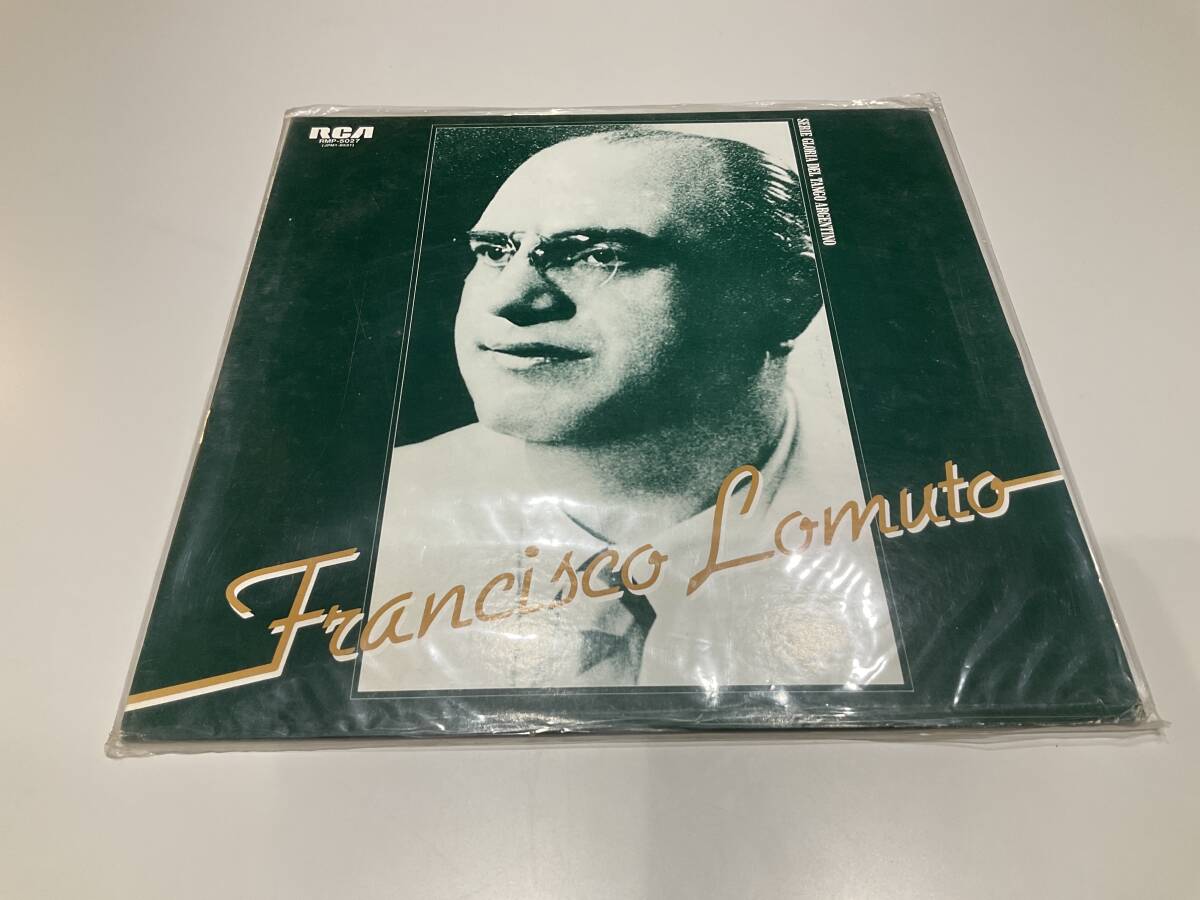 RCA
RMP-5027
SERIE GLORIA DEL TANGO ARGENTINO
Francisco Lomuto